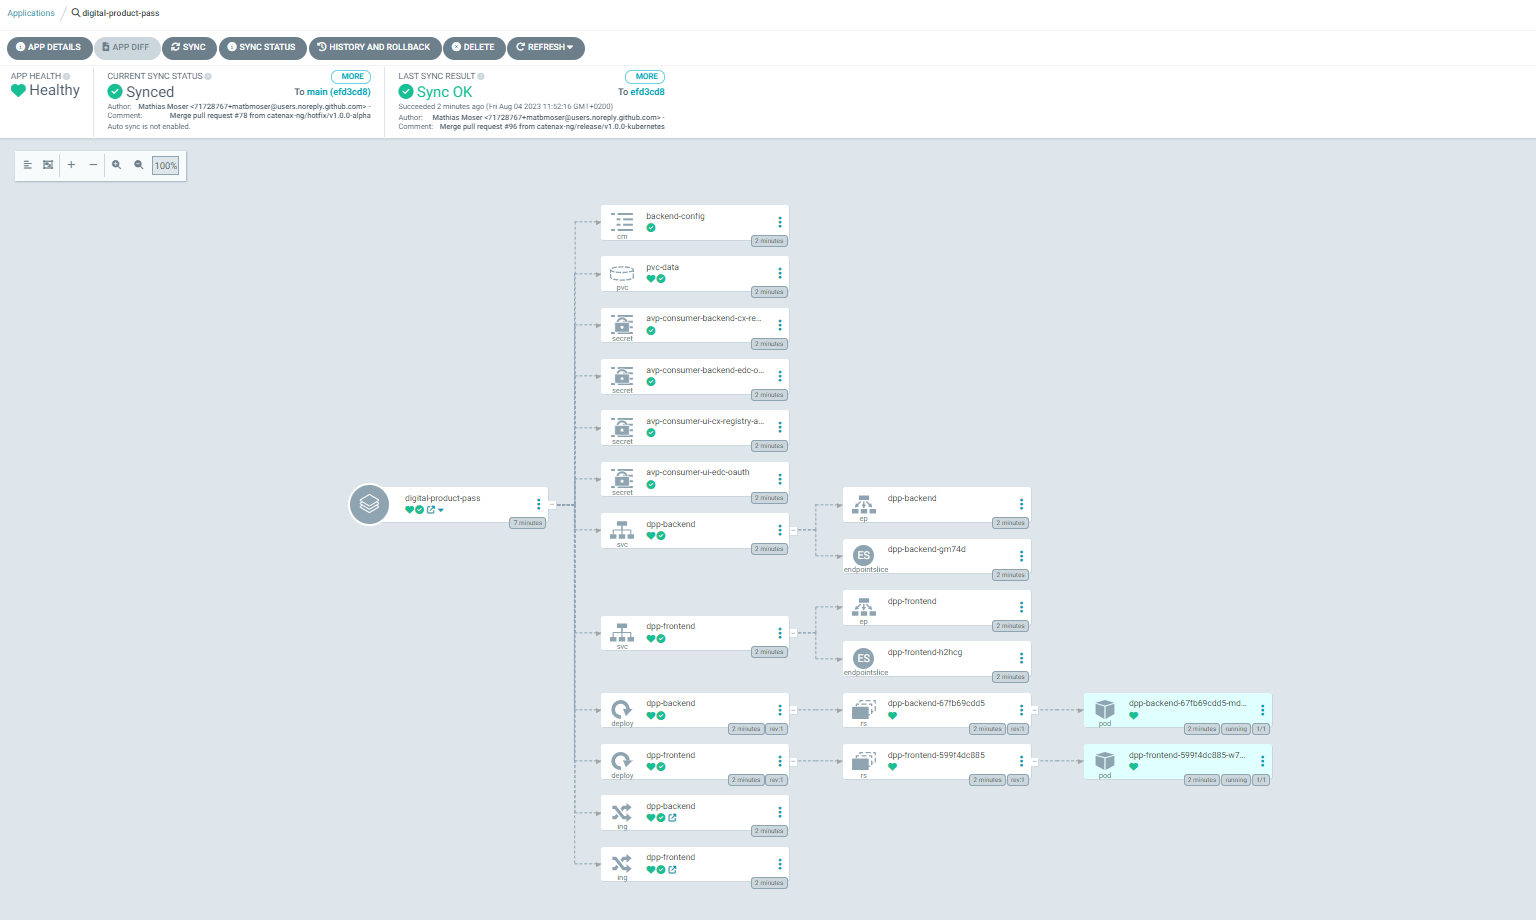 Applications / digital-product-pass
APP DETAILS APP DIFF SYNC SYNC STATUS HISTORY AND ROLLBACK DELETE REFRESH
APP HEALTH
Healthy
CURRENT SYNC STATUS MORE
Synced To main (efd3cd8)
Author: Mathias Moser <71728767+matbmoser@users.noreply.github.com> -
Comment: Merge pull request #78 from catenax-ng/hotfix/v1.0.0-alpha
Auto sync is not enabled.
LAST SYNC RESULT MORE
Sync OK To efd3cd8
Succeeded 2 minutes ago (Fri Aug 04 2023 11:52:16 GMT+0200)
Author: Mathias Moser <71728767+matbmoser@users.noreply.github.com> -
Comment: Merge pull request #96 from catenax-ng/release/v1.0.0-kubernetes
100%
digital-product-pass
7 minutes
backend-config
cm
2 minutes
pvc-data
pvc
2 minutes
avp-consumer-backend-cx-re...
secret
2 minutes
avp-consumer-backend-edc-o...
secret
2 minutes
avp-consumer-ui-cx-registry-a...
secret
2 minutes
avp-consumer-ui-edc-oauth
secret
2 minutes
dpp-backend
svc
2 minutes
dpp-backend
ep
2 minutes
ES
dpp-backend-gm74d
endpointslice
2 minutes
dpp-frontend
svc
2 minutes
dpp-frontend
ep
2 minutes
ES
dpp-frontend-h2hcg
endpointslice
2 minutes
dpp-backend
deploy
2 minutes rev:1
dpp-backend-67fb69cdd5
rs
2 minutes rev:1
dpp-backend-67fb69cdd5-md...
pod
2 minutes running 1/1
dpp-frontend
deploy
2 minutes rev:1
dpp-frontend-599f4dc885
rs
2 minutes rev:1
dpp-frontend-599f4dc885-w7...
pod
2 minutes running 1/1
dpp-backend
ing
2 minutes
dpp-frontend
ing
2 minutes